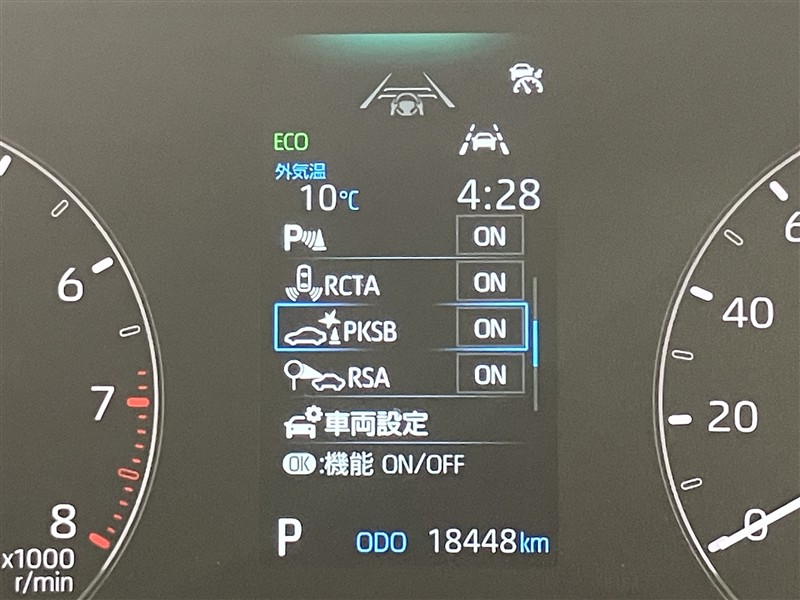 ECO
外気温
10℃ 4:28
P ON
RCTA ON
PKSB ON
RSA ON
車両設定
OK:機能 ON/OFF
P ODO 18448km
6
7
8
x1000
r/min
6
40
20
0